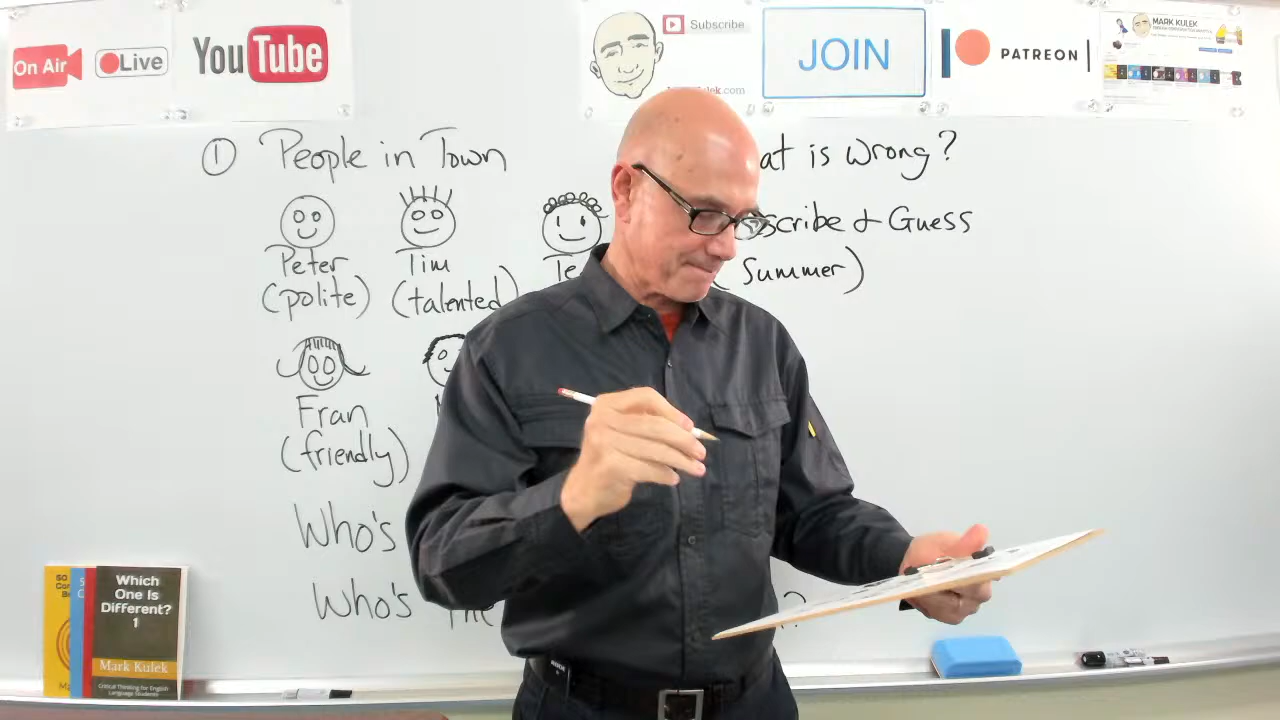 On Air
Live
YouTube
Subscribe
JOIN
PATREON
MARK KULEK
① People in Town
is wrong?
& Guess
Peter
Tim
(polite)
(talented)
(Summer)
Fran
(friendly)
Who's
Who's
?
Which
One Is
Different?
1
Mark Kulek
Critical Thinking for English
Language Students